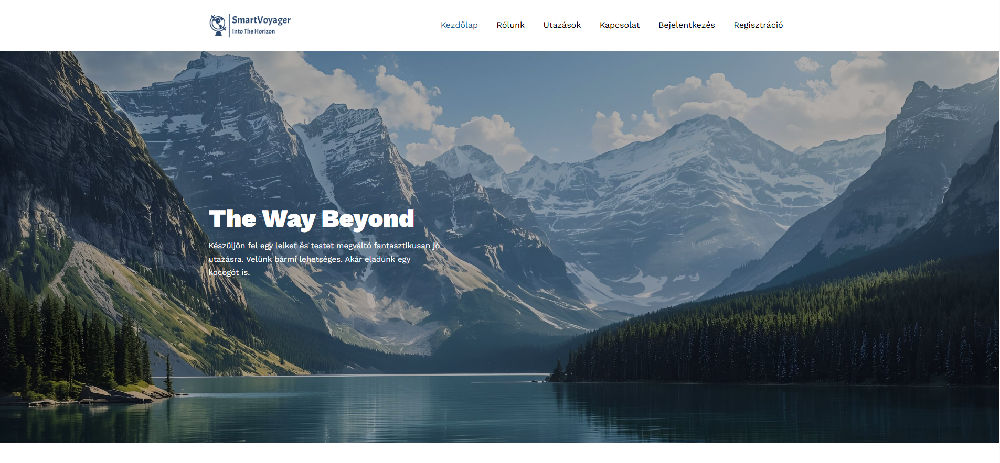 SmartVoyager
Into The Horizon
Kezdőlap Rólunk Utazások Kapcsolat Bejelentkezés Regisztráció
The Way Beyond
Készüljön fel egy lelket és testet megváltó fantasztikusan jó
utazásra. Velünk bármi lehetséges. Akár eladunk egy
kocogót is.